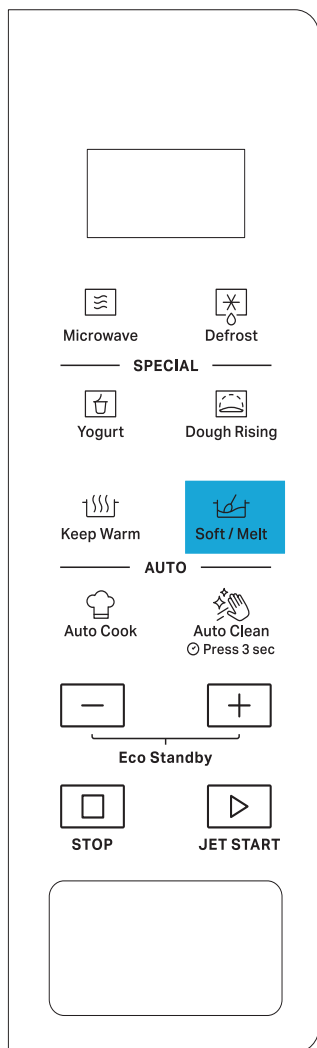 Microwave Defrost
SPECIAL
Yogurt Dough Rising
Keep Warm Soft / Melt
AUTO
Auto Cook Auto Clean
Press 3 sec
Eco Standby
STOP JET START